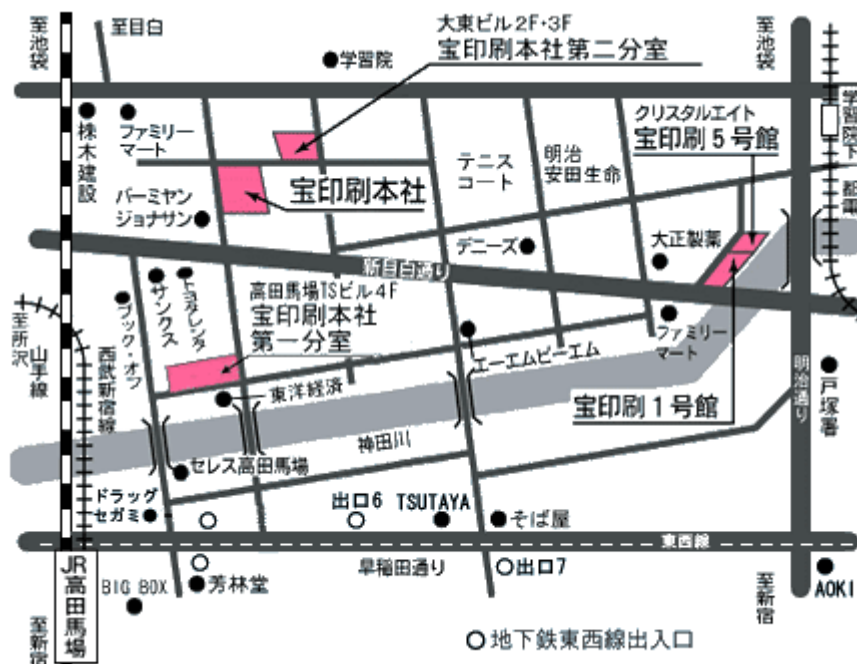 至池袋
至目白
大東ビル2F・3F
宝印刷本社第二分室
学習院
至池袋
学習院下
都電
ファミリー
マート
クリスタルエイト
宝印刷5号館
テニス
コート
明治
安田生命
宝印刷本社
バーミヤン
ジョナサン
デニーズ
大正製薬
新目白通り
トヨタレンタ
サンクス
ブック・オフ
高田馬場TSビル4F
宝印刷本社
第一分室
ファミリー
マート
至所沢
山手線
西武新宿線
エーエムピーエム
東洋経済
宝印刷1号館
明治通り
戸塚署
神田川
セレス高田馬場
ドラッグ
セガミ
出口6
TSUTAYA
そば屋
東西線
早稲田通り
出口7
JR高田馬場
BIG BOX
芳林堂
AOKI
至新宿
至新宿
地下鉄東西線出入口